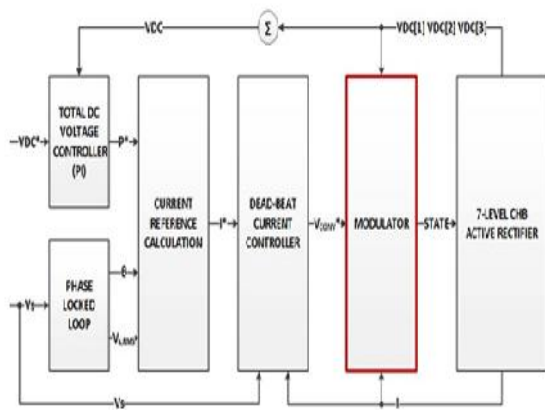 VDC
Σ
VDC[1] VDC[2] VDC[3]
TOTAL DC
VOLTAGE
CONTROLLER
(PI)
VDC*
P*
CURRENT
REFERENCE
CALCULATION
I*
DEAD-BEAT
CURRENT
CONTROLLER
VCONV*
MODULATOR
STATE
7-LEVEL CHB
ACTIVE RECTIFIER
PHASE
LOCKED
LOOP
VS
I